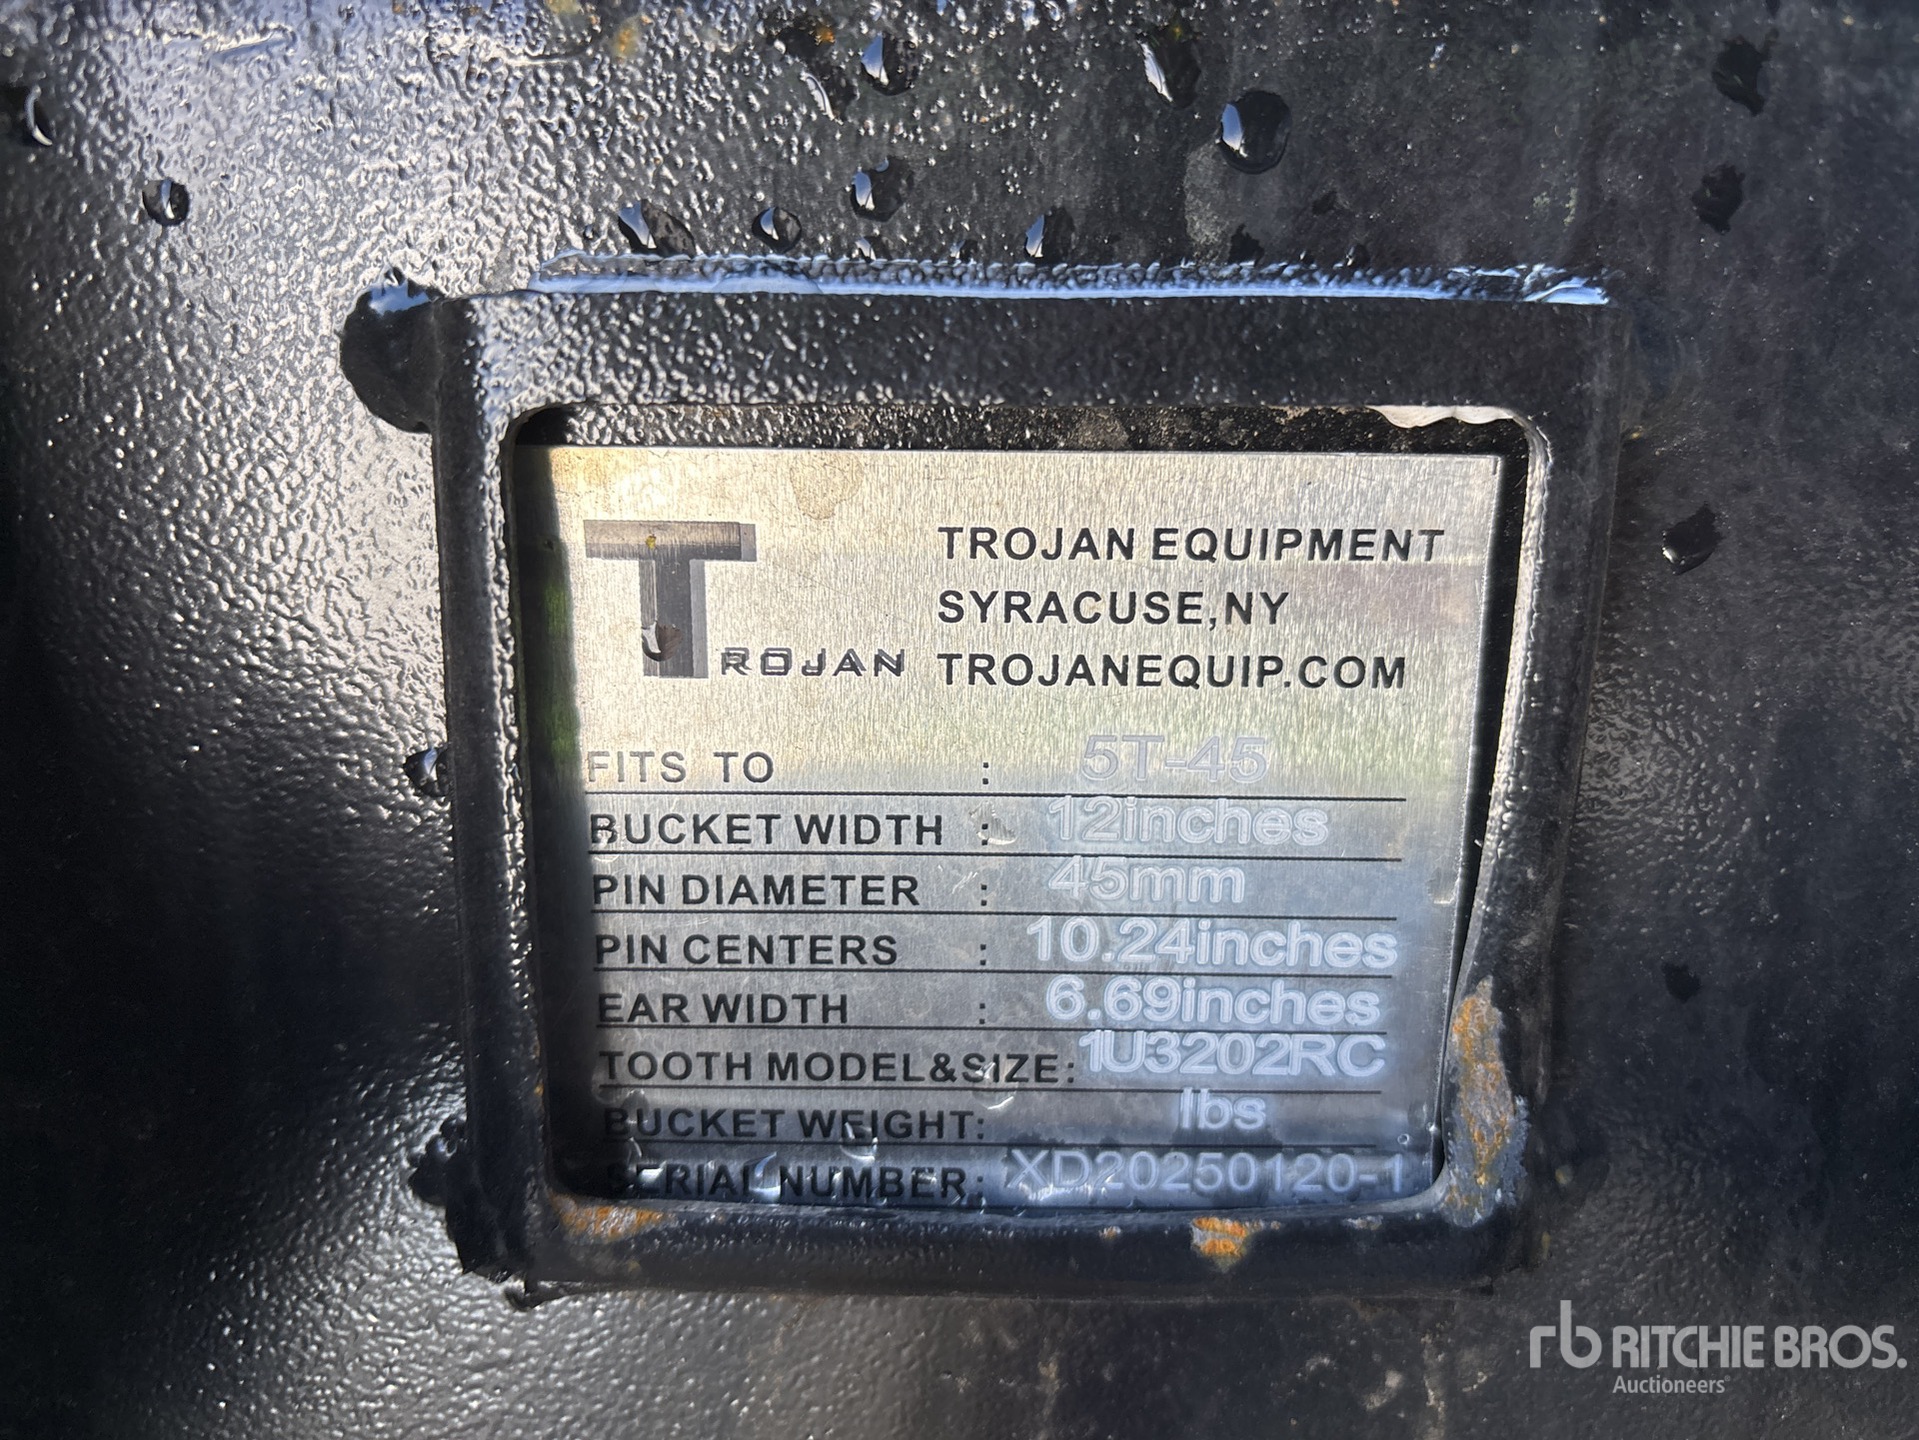 TROJAN
TROJAN EQUIPMENT
SYRACUSE,NY
TROJANEQUIP.COM
FITS TO : 5T-45
BUCKET WIDTH : 12inches
PIN DIAMETER : 45mm
PIN CENTERS : 10.24inches
EAR WIDTH : 6.69inches
TOOTH MODEL&SIZE: 1U3202RC
BUCKET WEIGHT: lbs
SERIAL NUMBER: XD20250120-1
rb RITCHIE BROS.
Auctioneers